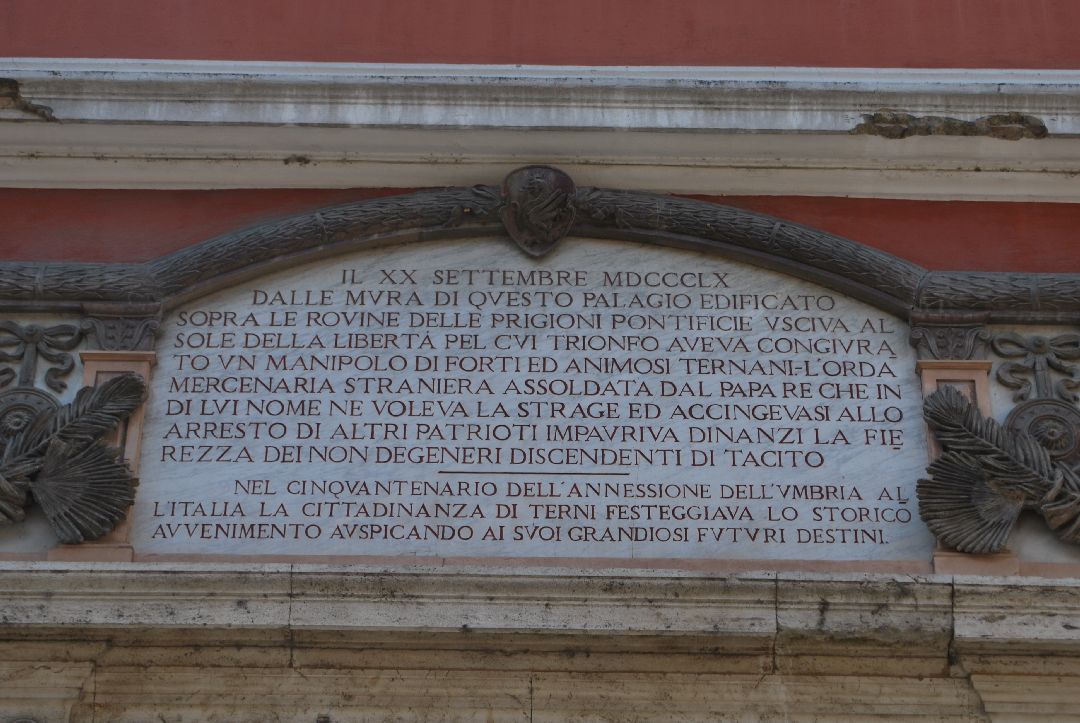 IL XX SETTEMBRE MDCCCLX
DALLE MVRA DI QVESTO PALAGIO EDIFICATO
SOPRA LE ROVINE DELLE PRIGIONI PONTIFICIE VSCIVA AL
SOLE DELLA LIBERTÀ PEL CVI TRIONFO AVEVA CONGIVRA
TO VN MANIPOLO DI FORTI ED ANIMOSI TERNANI-L'ORDA
MERCENARIA STRANIERA ASSOLDATA DAL PAPA RE CHE IN
DI LVI NOME NE VOLEVA LA STRAGE ED ACCINGEVASI ALLO
ARRESTO DI ALTRI PATRIOTI IMPAVRIVA DINANZI LA FIE
REZZA DEI NON DEGENERI DISCENDENTI DI TACITO
NEL CINQVANTENARIO DELL'ANNESSIONE DELL'VMBRIA AL
L'ITALIA LA CITTADINANZA DI TERNI FESTEGGIAVA LO STORICO
AVVENIMENTO AVSPICANDO AI SVOI GRANDIOSI FVTVRI DESTINI.